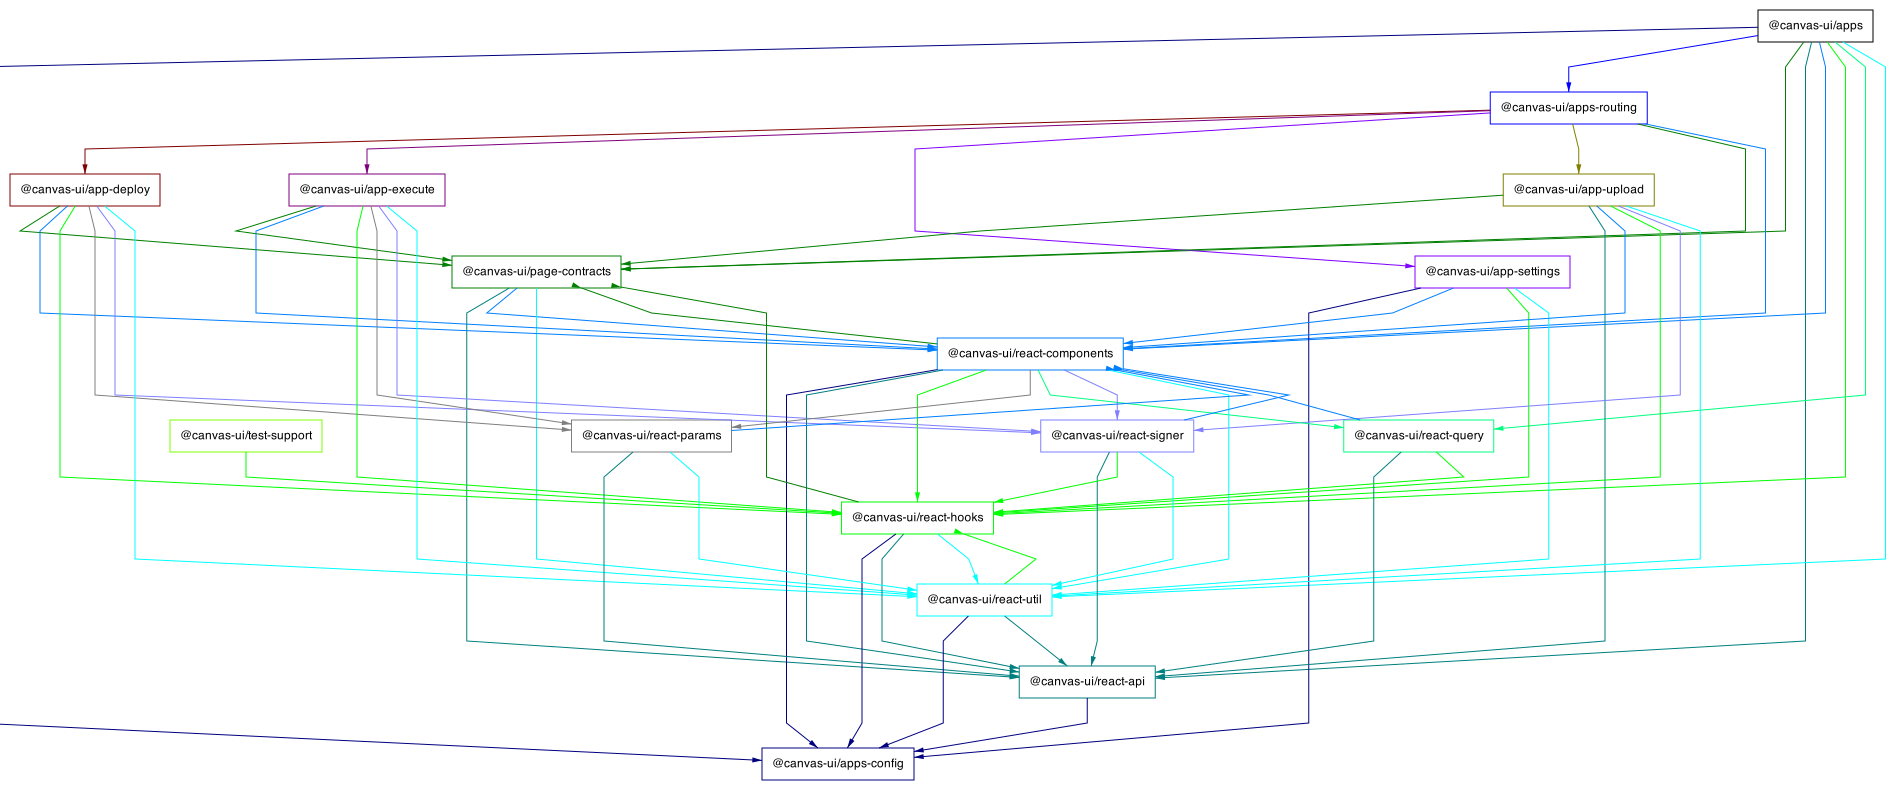 @canvas-ui/apps
@canvas-ui/apps-routing
@canvas-ui/app-deploy
@canvas-ui/app-execute
@canvas-ui/app-upload
@canvas-ui/page-contracts
@canvas-ui/app-settings
@canvas-ui/react-components
@canvas-ui/test-support
@canvas-ui/react-params
@canvas-ui/react-signer
@canvas-ui/react-query
@canvas-ui/react-hooks
@canvas-ui/react-util
@canvas-ui/react-api
@canvas-ui/apps-config